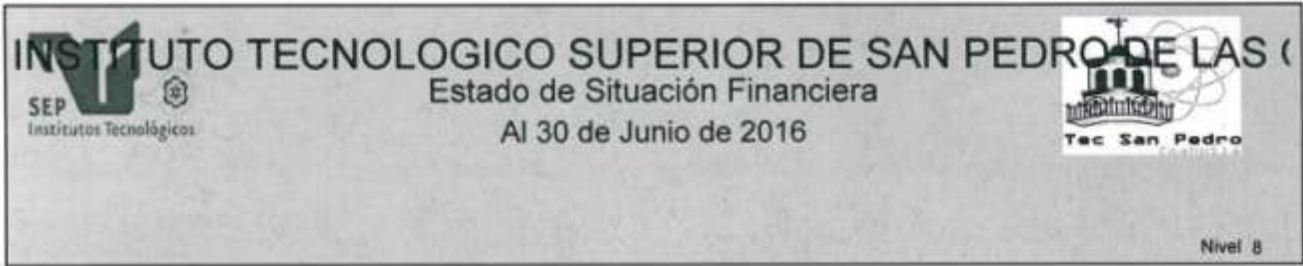 INSTITUTO TECNOLOGICO SUPERIOR DE SAN PEDRO DE LAS (
Estado de Situación Financiera
Al 30 de Junio de 2016
SEP
Institutos Tecnológicos
Tec San Pedro
Nivel 8